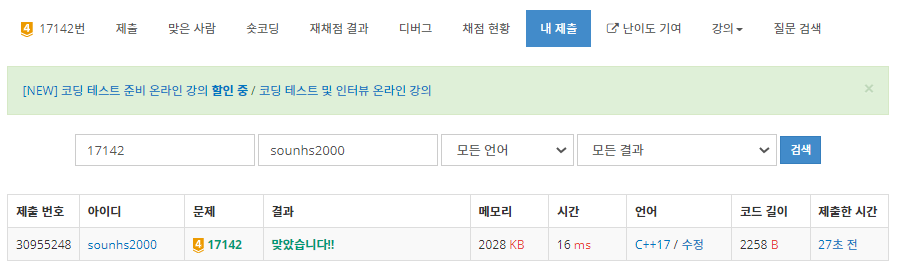 4 17142번 제출 맞은 사람 숏코딩 재채점 결과 디버그 채점 현황 내 제출 난이도 기여 강의 질문 검색
[NEW] 코딩 테스트 준비 온라인 강의 할인 중 / 코딩 테스트 및 인터뷰 온라인 강의 ×
17142 sounhs2000 모든 언어 모든 결과 검색
제출 번호 아이디 문제 결과 메모리 시간 언어 코드 길이 제출한 시간
30955248 sounhs2000 4 17142 맞았습니다!! 2028 KB 16 ms C++17 / 수정 2258 B 27초 전